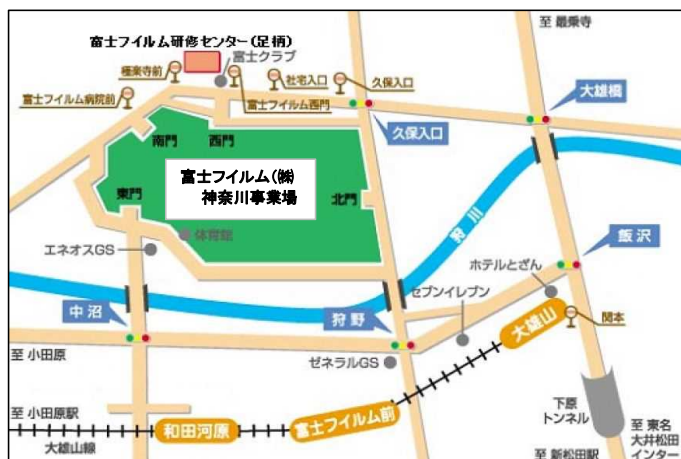 至 最乗寺
富士フイルム研修センター(足柄)
富士クラブ
極楽寺前
社宅入口
久保入口
富士フイルム病院前
富士フイルム西門
大雄橋
久保入口
南門
西門
富士フイルム(㈱)
神奈川事業場
東門
北門
狩川
体育館
飯沢
エネオスGS
ホテルとざん
セブンイレブン
中沼
狩野
大雄山
関本
至 小田原
ゼネラルGS
至 小田原駅
和田河原
富士フイルム前
大雄山線
下原
トンネル
至 東名
大井松田
インター
至 新松田駅